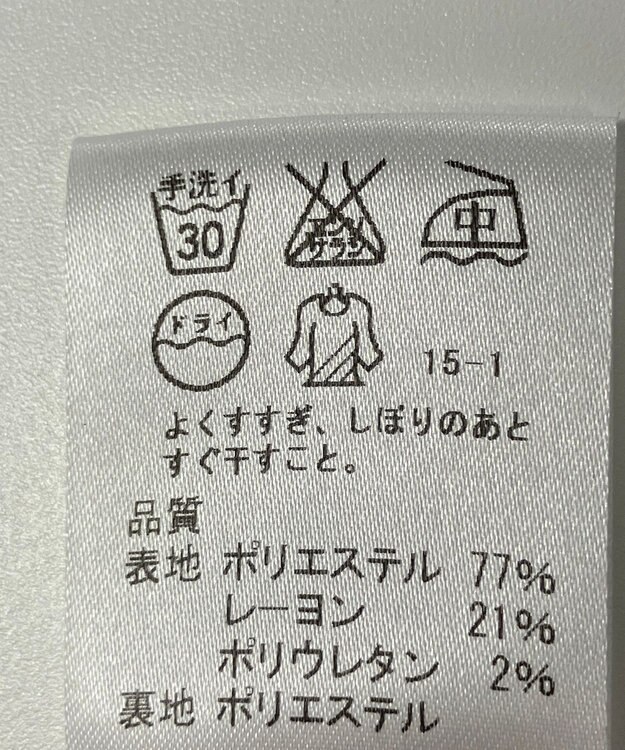 手洗イ
30
エンソ
サラシ
中
ドライ
15-1
よくすすぎ、しぼりのあと
すぐ干すこと。
品質
表地 ポリエステル 77%
レーヨン 21%
ポリウレタン 2%
裏地 ポリエステル